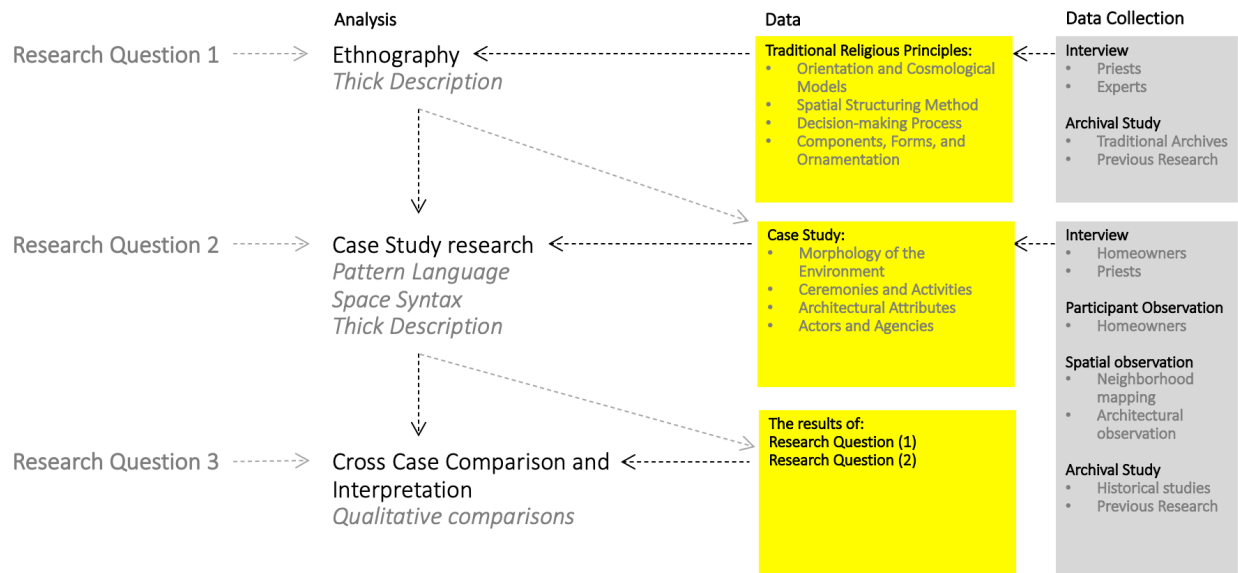 Analysis
Data
Data Collection
Research Question 1
Ethnography
Thick Description
Traditional Religious Principles:
• Orientation and Cosmological
Models
• Spatial Structuring Method
• Decision-making Process
• Components, Forms, and
Ornamentation
Interview
• Priests
• Experts
Archival Study
• Traditional Archives
• Previous Research
Research Question 2
Case Study research
Pattern Language
Space Syntax
Thick Description
Case Study:
• Morphology of the
Environment
• Ceremonies and Activities
• Architectural Attributes
• Actors and Agencies
Interview
• Homeowners
• Priests
Participant Observation
• Homeowners
Spatial observation
• Neighborhood
mapping
• Architectural
observation
Archival Study
• Historical studies
• Previous Research
Research Question 3
Cross Case Comparison and
Interpretation
Qualitative comparisons
The results of:
Research Question (1)
Research Question (2)